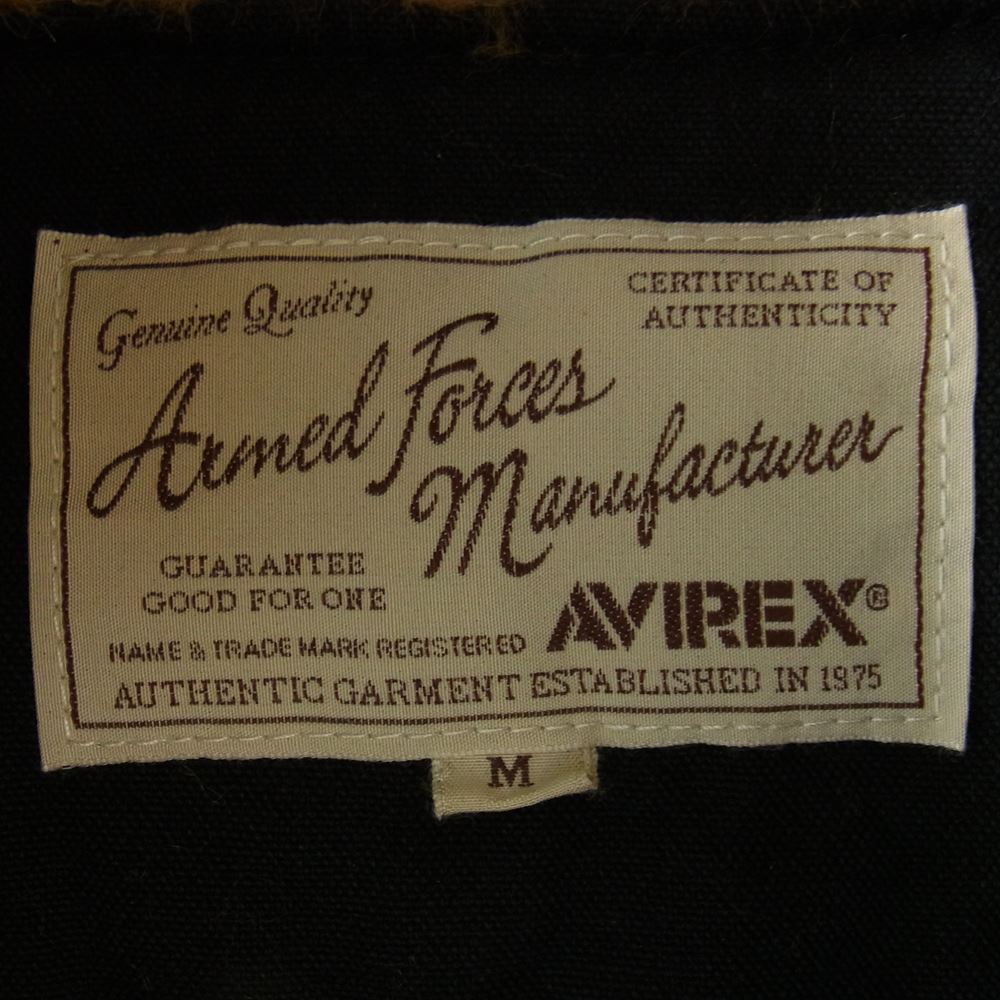 Genuine Quality
CERTIFICATE OF
AUTHENTICITY
Armed Forces
Manufacturer
GUARANTEE
GOOD FOR ONE
AVIREX®
NAME & TRADE MARK REGISTERED
AUTHENTIC GARMENT ESTABLISHED IN 1975
M